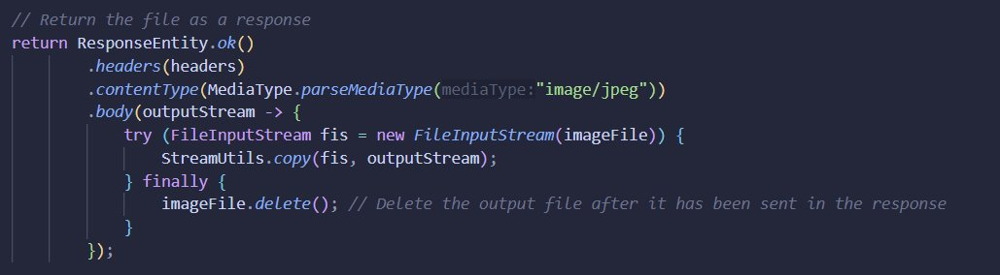 // Return the file as a response
return ResponseEntity.ok()
.headers(headers)
.contentType(MediaType.parseMediaType(mediaType:"image/jpeg"))
.body(outputStream -> {
try (FileInputStream fis = new FileInputStream(imageFile)) {
StreamUtils.copy(fis, outputStream);
} finally {
imageFile.delete(); // Delete the output file after it has been sent in the response
}
});